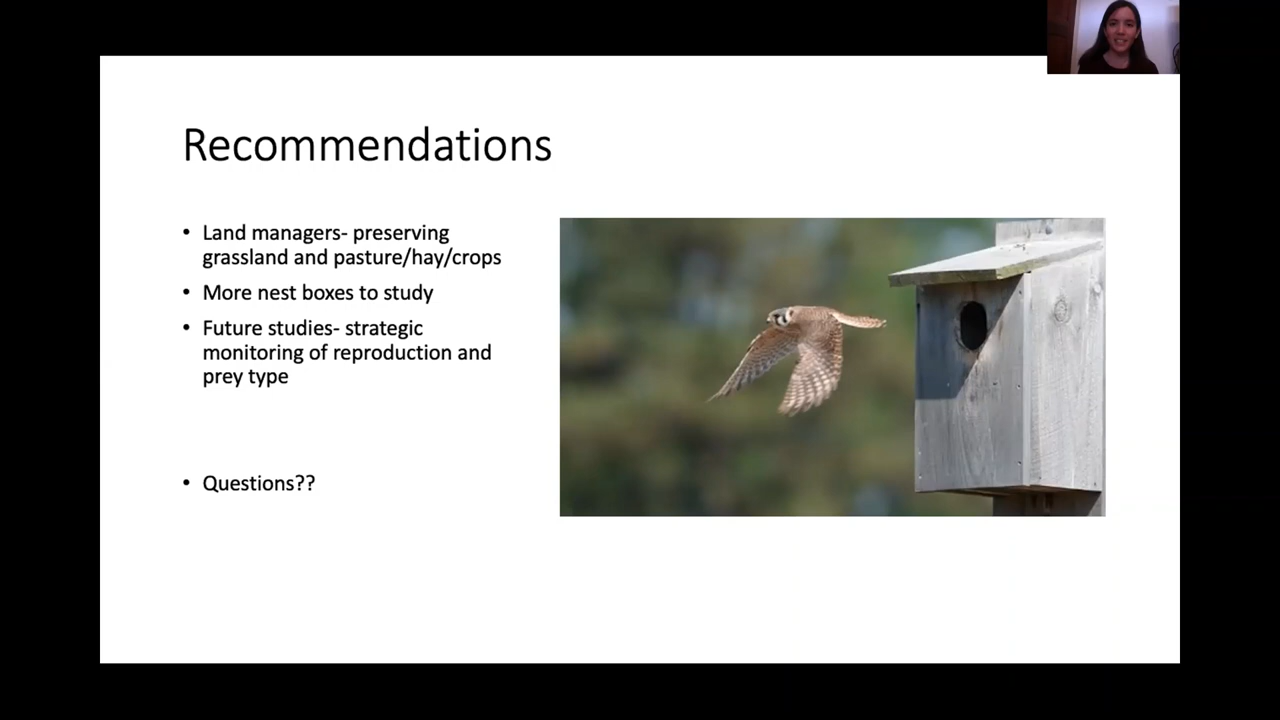 Recommendations
• Land managers- preserving
grassland and pasture/hay/crops
• More nest boxes to study
• Future studies- strategic
monitoring of reproduction and
prey type
• Questions??